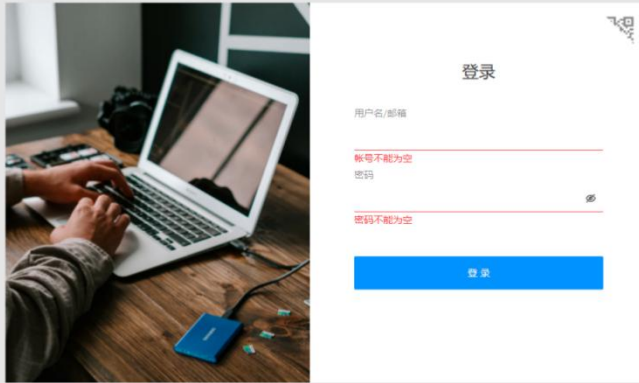 登录
用户名/邮箱
帐号不能为空
密码
密码不能为空
登 录